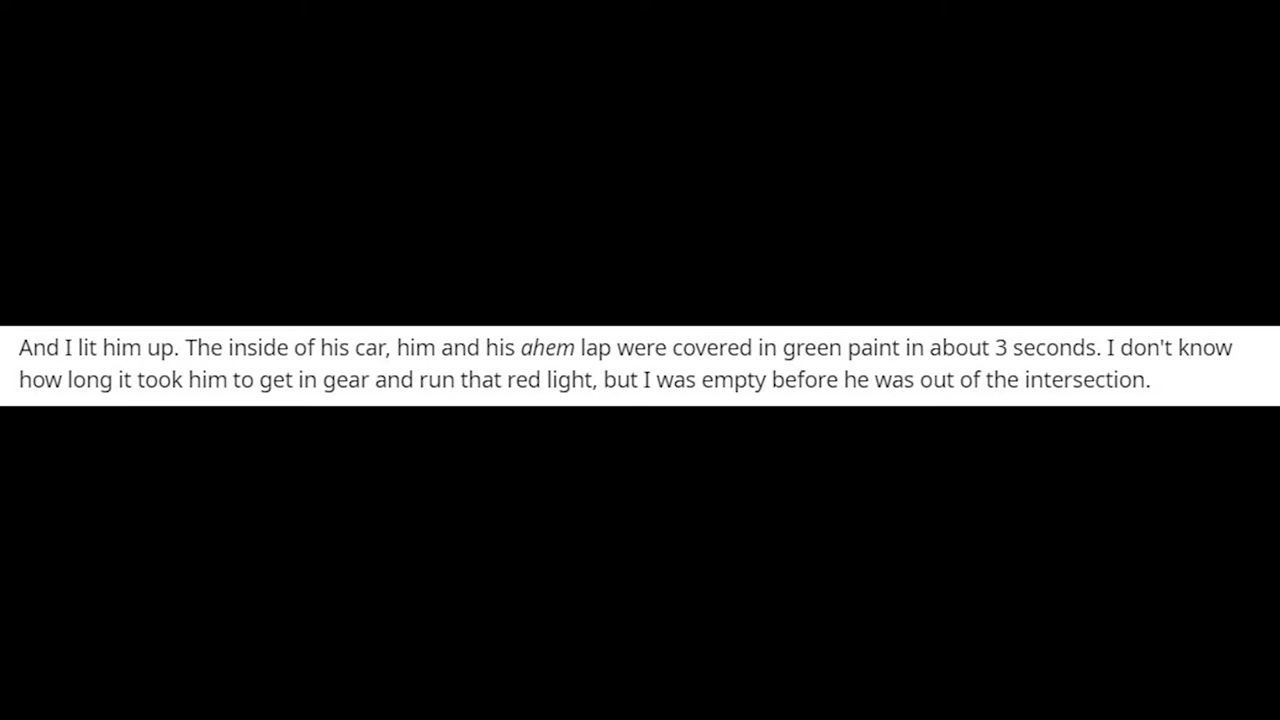 And I lit him up. The inside of his car, him and his ahem lap were covered in green paint in about 3 seconds. I don't know
how long it took him to get in gear and run that red light, but I was empty before he was out of the intersection.